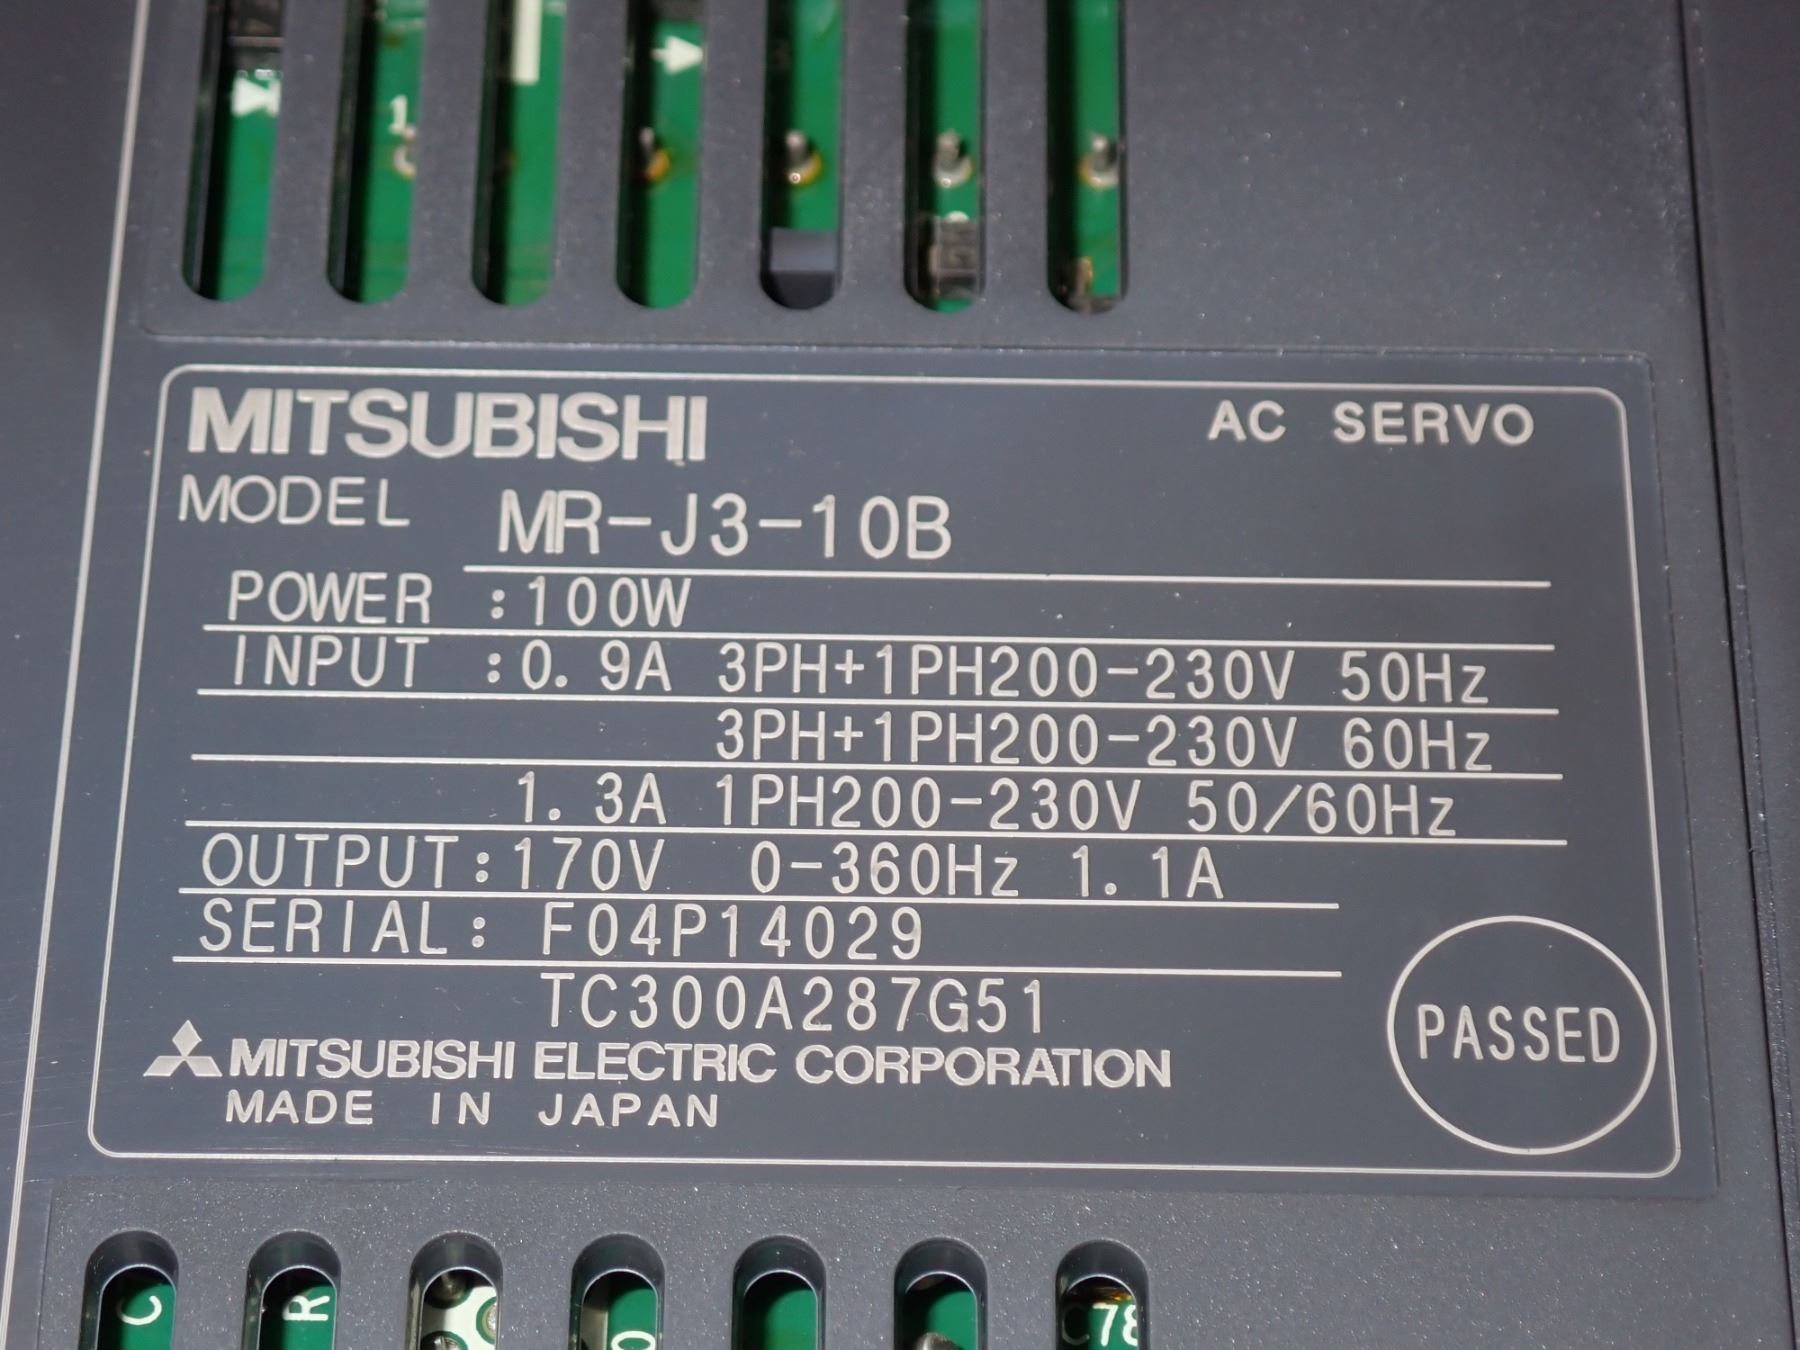 1
MITSUBISHI AC SERVO
MODEL MR-J3-10B
POWER :100W
INPUT :0.9A 3PH+1PH200-230V 50Hz
3PH+1PH200-230V 60Hz
1.3A 1PH200-230V 50/60Hz
OUTPUT:170V 0-360Hz 1.1A
SERIAL: F04P14029
TC300A287G51
MITSUBISHI ELECTRIC CORPORATION
MADE IN JAPAN
PASSED
C R C78